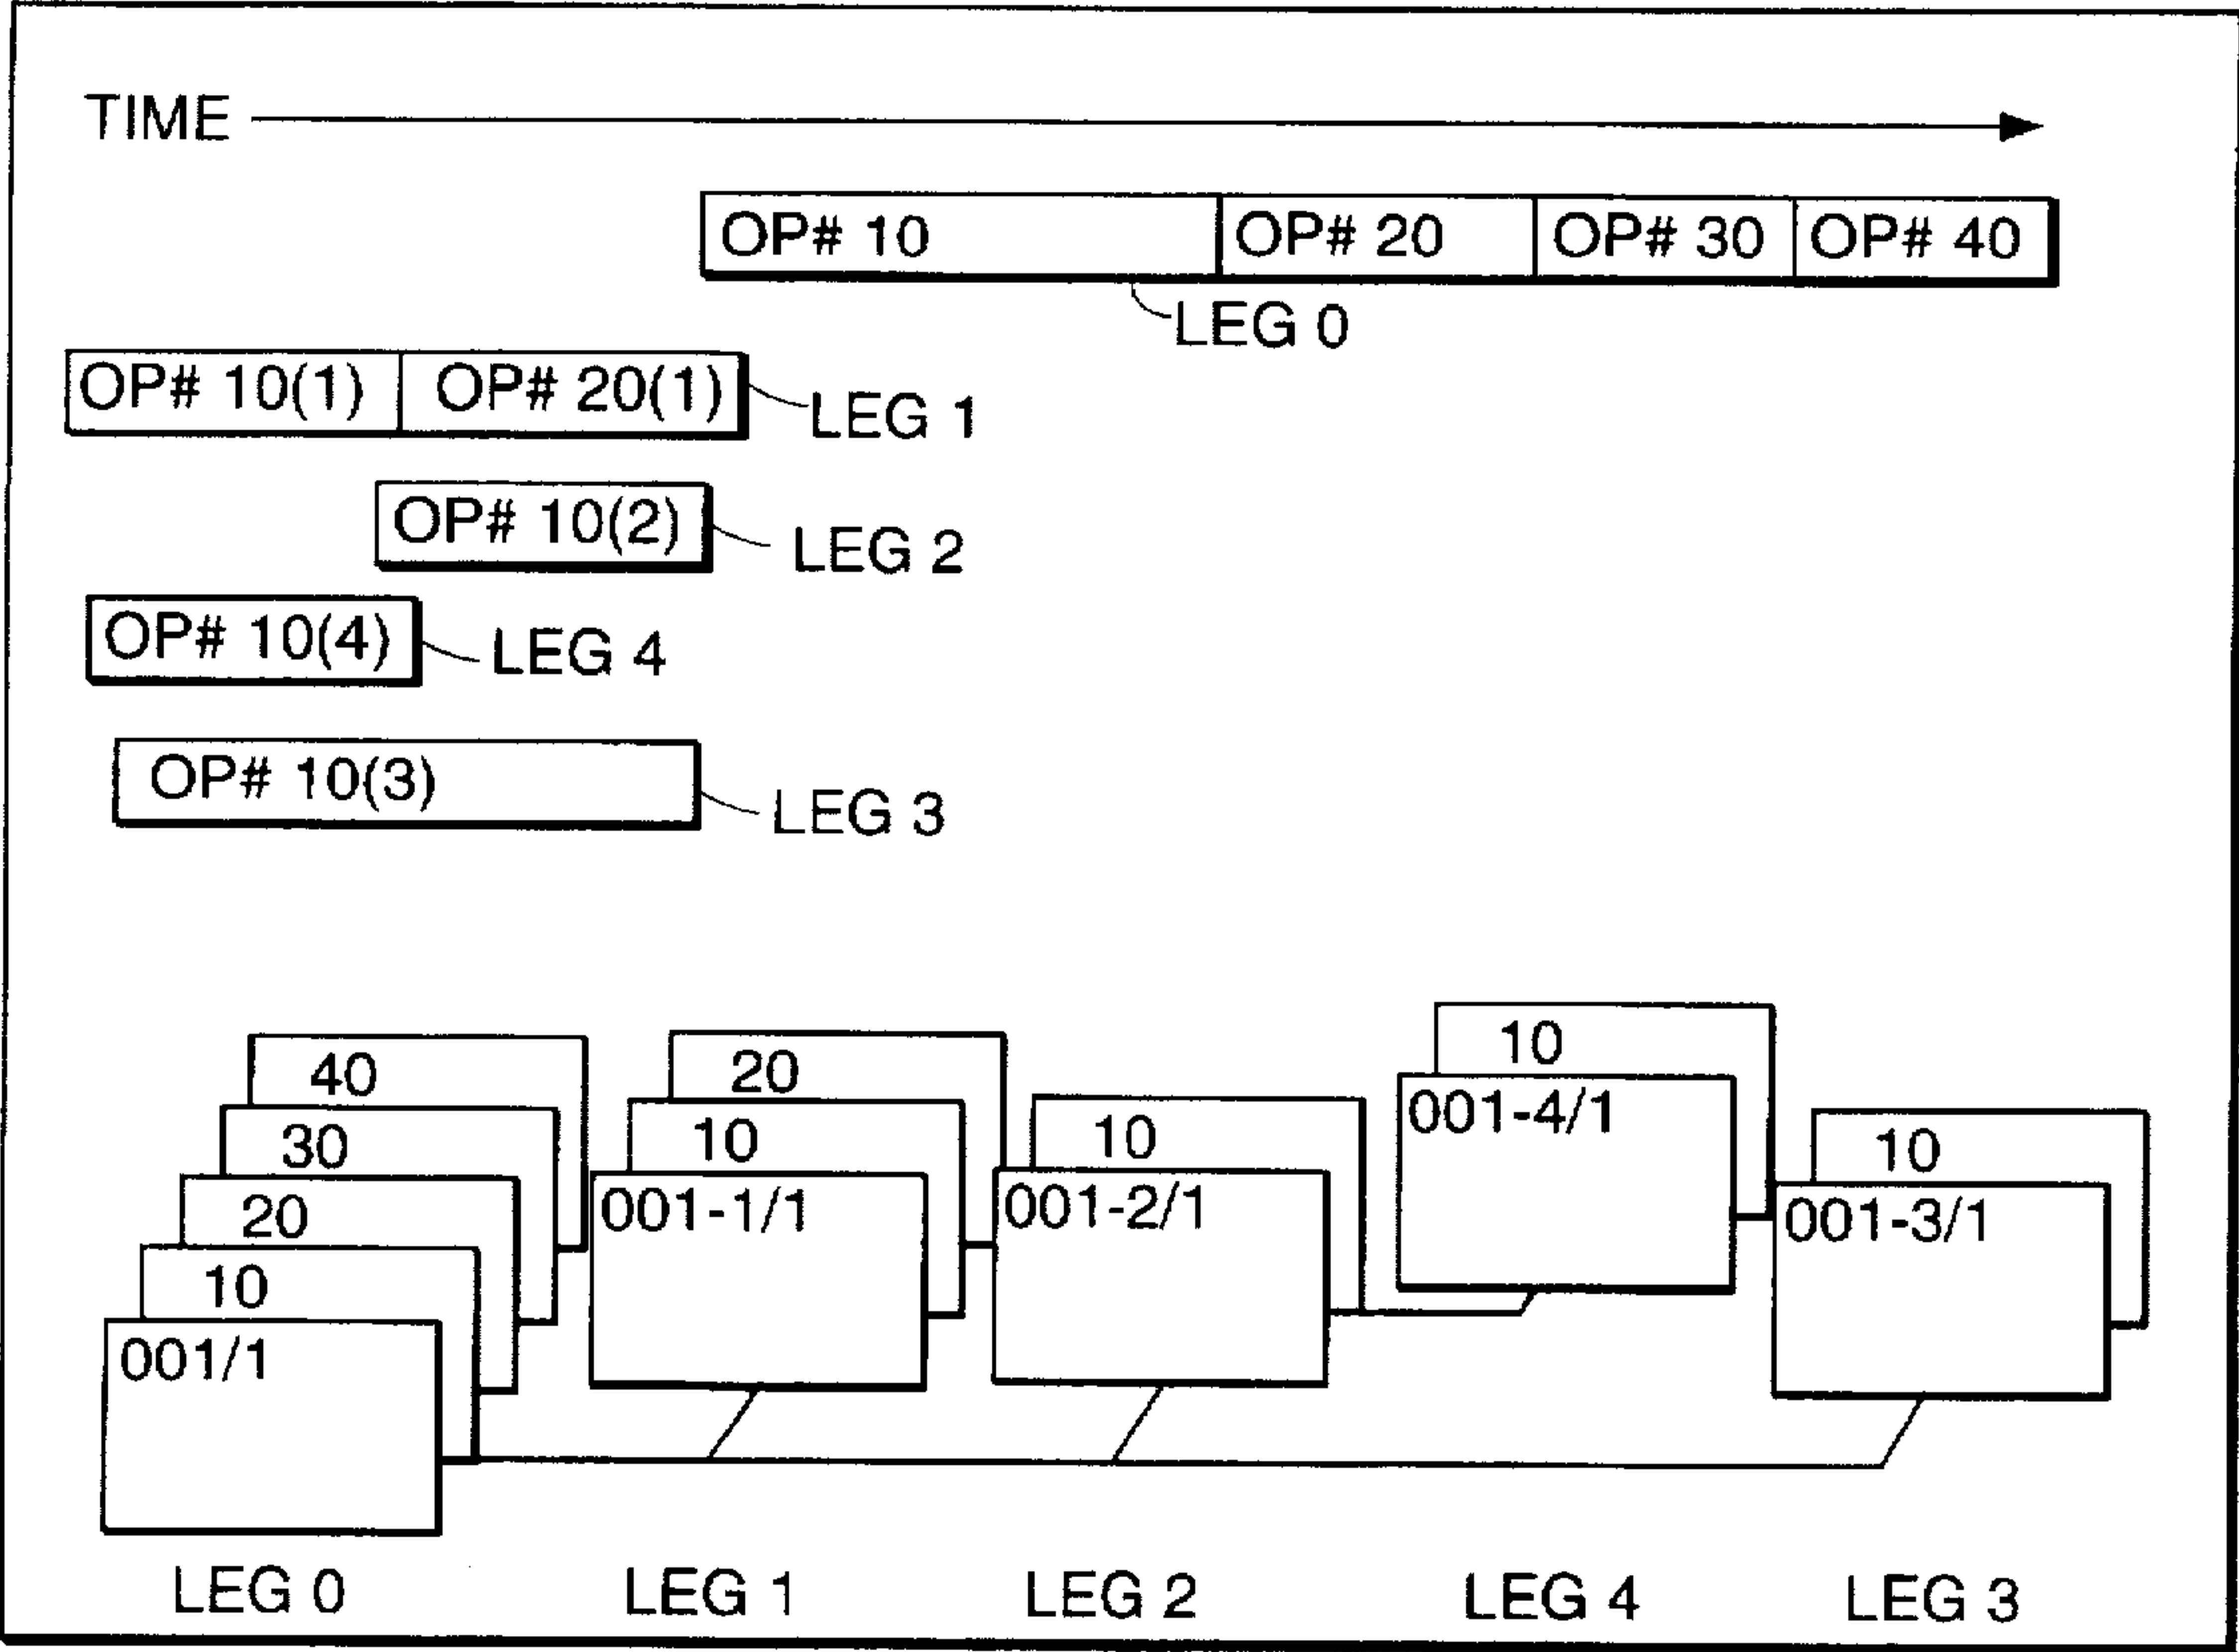 TIME
OP# 10 OP# 20 OP# 30 OP# 40
LEG 0
OP# 10(1) OP# 20(1) LEG 1
OP# 10(2) LEG 2
OP# 10(4) LEG 4
OP# 10(3) LEG 3
40
30
20
10
001/1
20
10
001-1/1
10
001-2/1
10
001-4/1
10
001-3/1
LEG 0 LEG 1 LEG 2 LEG 4 LEG 3